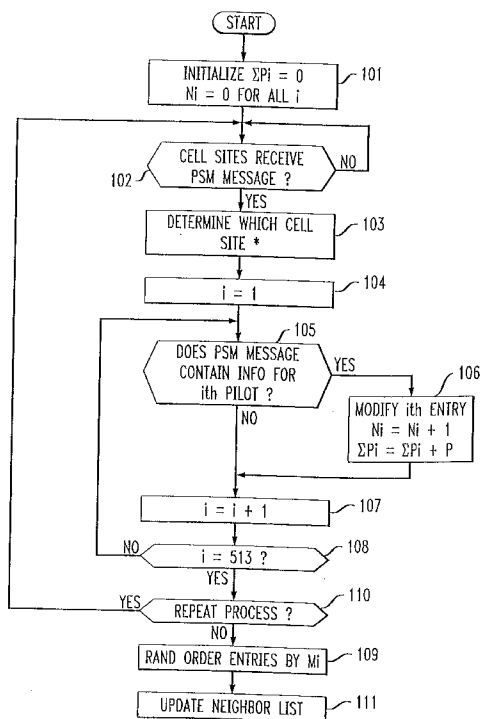 START
INITIALIZE ΣPi = 0
Ni = 0 FOR ALL i
101
CELL SITES RECEIVE
PSM MESSAGE ?
NO
102
YES
DETERMINE WHICH CELL
SITE *
103
i = 1
104
105
DOES PSM MESSAGE
CONTAIN INFO FOR
ith PILOT ?
YES
NO
106
MODIFY ith ENTRY
Ni = Ni + 1
ΣPi = ΣPi + P
i = i + 1
107
NO
i = 513 ?
108
YES
YES
REPEAT PROCESS ?
110
NO
RAND ORDER ENTRIES BY Mi
109
UPDATE NEIGHBOR LIST
111